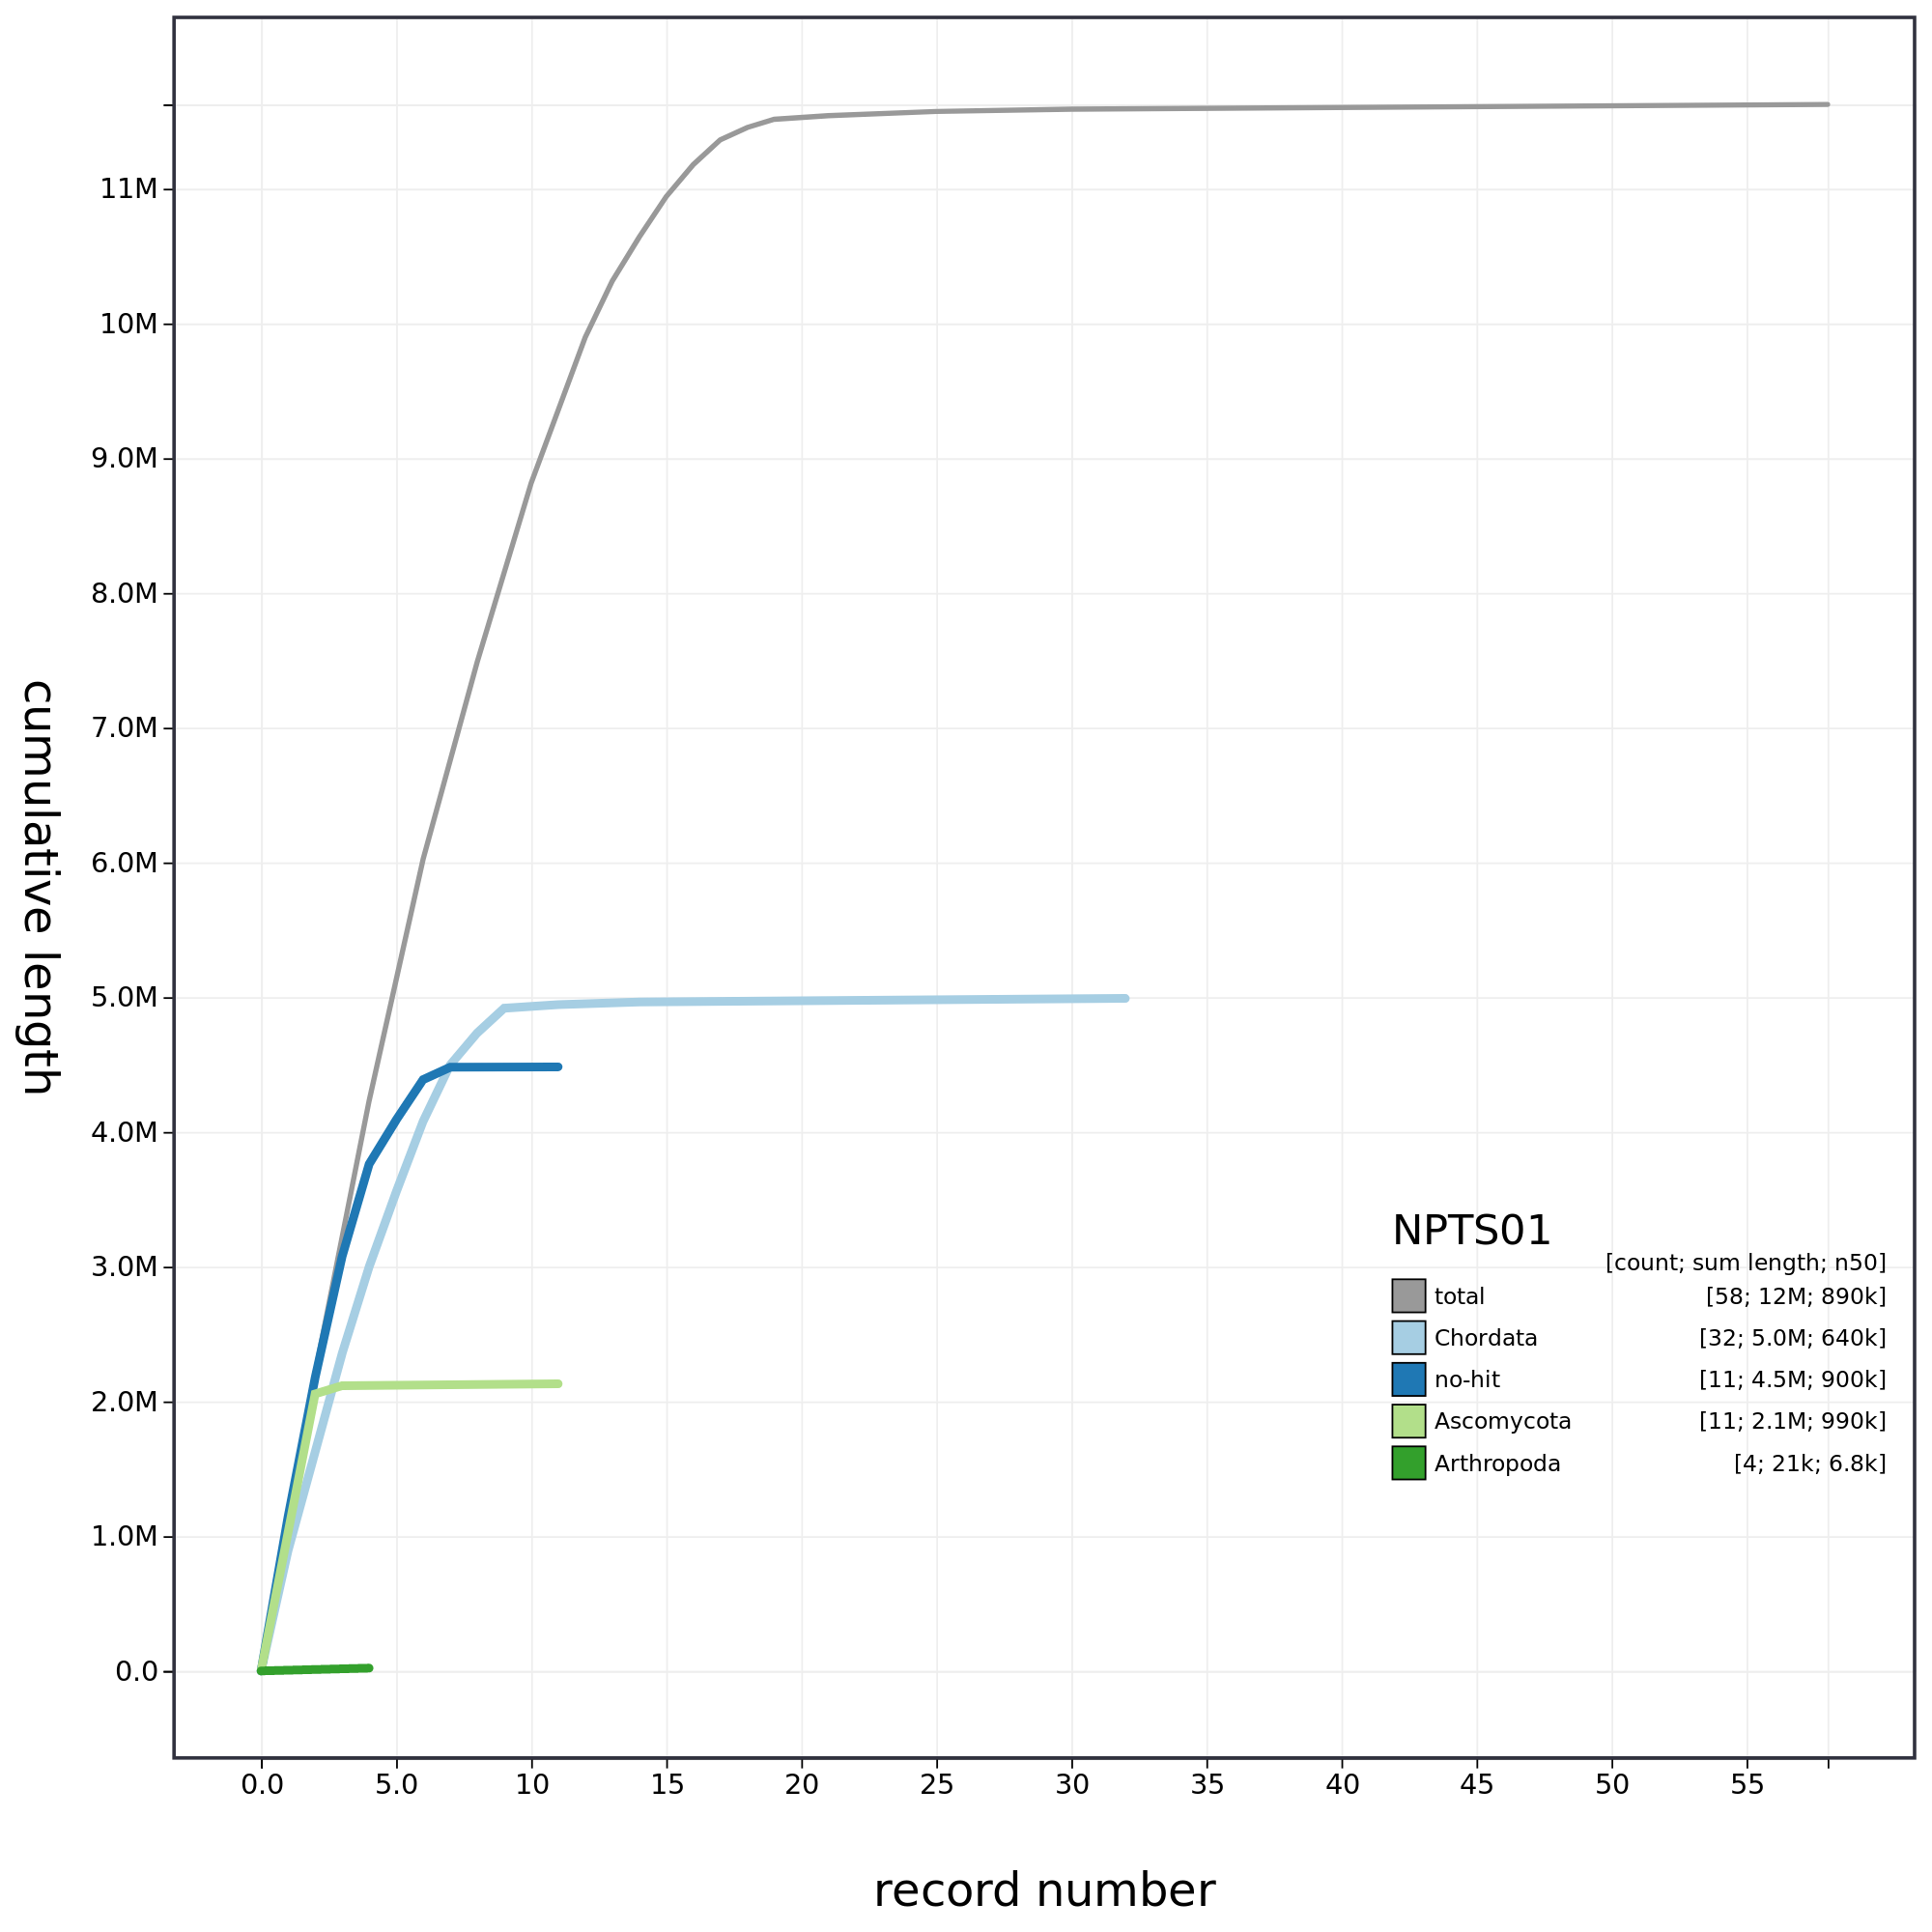 cumulative length
11M
10M
9.0M
8.0M
7.0M
6.0M
5.0M
4.0M
3.0M
2.0M
1.0M
0.0
NPTS01
[count; sum length; n50]
total [58; 12M; 890k]
Chordata [32; 5.0M; 640k]
no-hit [11; 4.5M; 900k]
Ascomycota [11; 2.1M; 990k]
Arthropoda [4; 21k; 6.8k]
0.0 5.0 10 15 20 25 30 35 40 45 50 55
record number